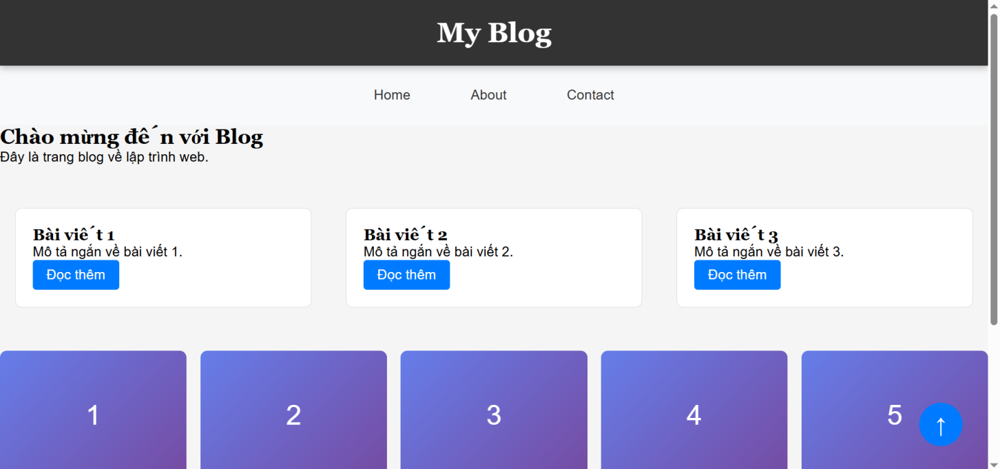 My Blog
Home About Contact
Chào mừng đến với Blog
Đây là trang blog về lập trình web.
Bài viết 1
Mô tả ngắn về bài viết 1.
Đọc thêm
Bài viết 2
Mô tả ngắn về bài viết 2.
Đọc thêm
Bài viết 3
Mô tả ngắn về bài viết 3.
Đọc thêm
1
2
3
4
5
↑